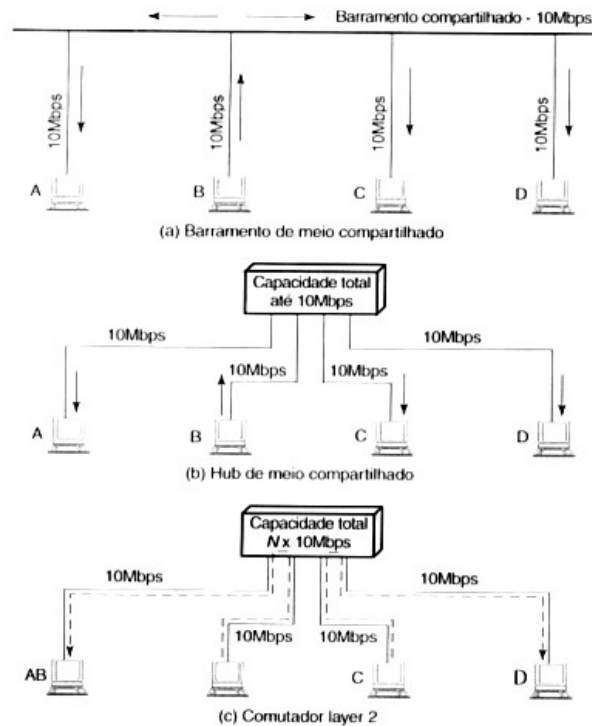 Barramento compartilhado - 10Mbps
10Mbps 10Mbps 10Mbps 10Mbps
A B C D
(a) Barramento de meio compartilhado
Capacidade total
até 10Mbps
10Mbps 10Mbps
10Mbps 10Mbps
A B C D
(b) Hub de meio compartilhado
Capacidade total
N x 10Mbps
10Mbps 10Mbps
10Mbps 10Mbps
AB C D
(c) Comutador layer 2